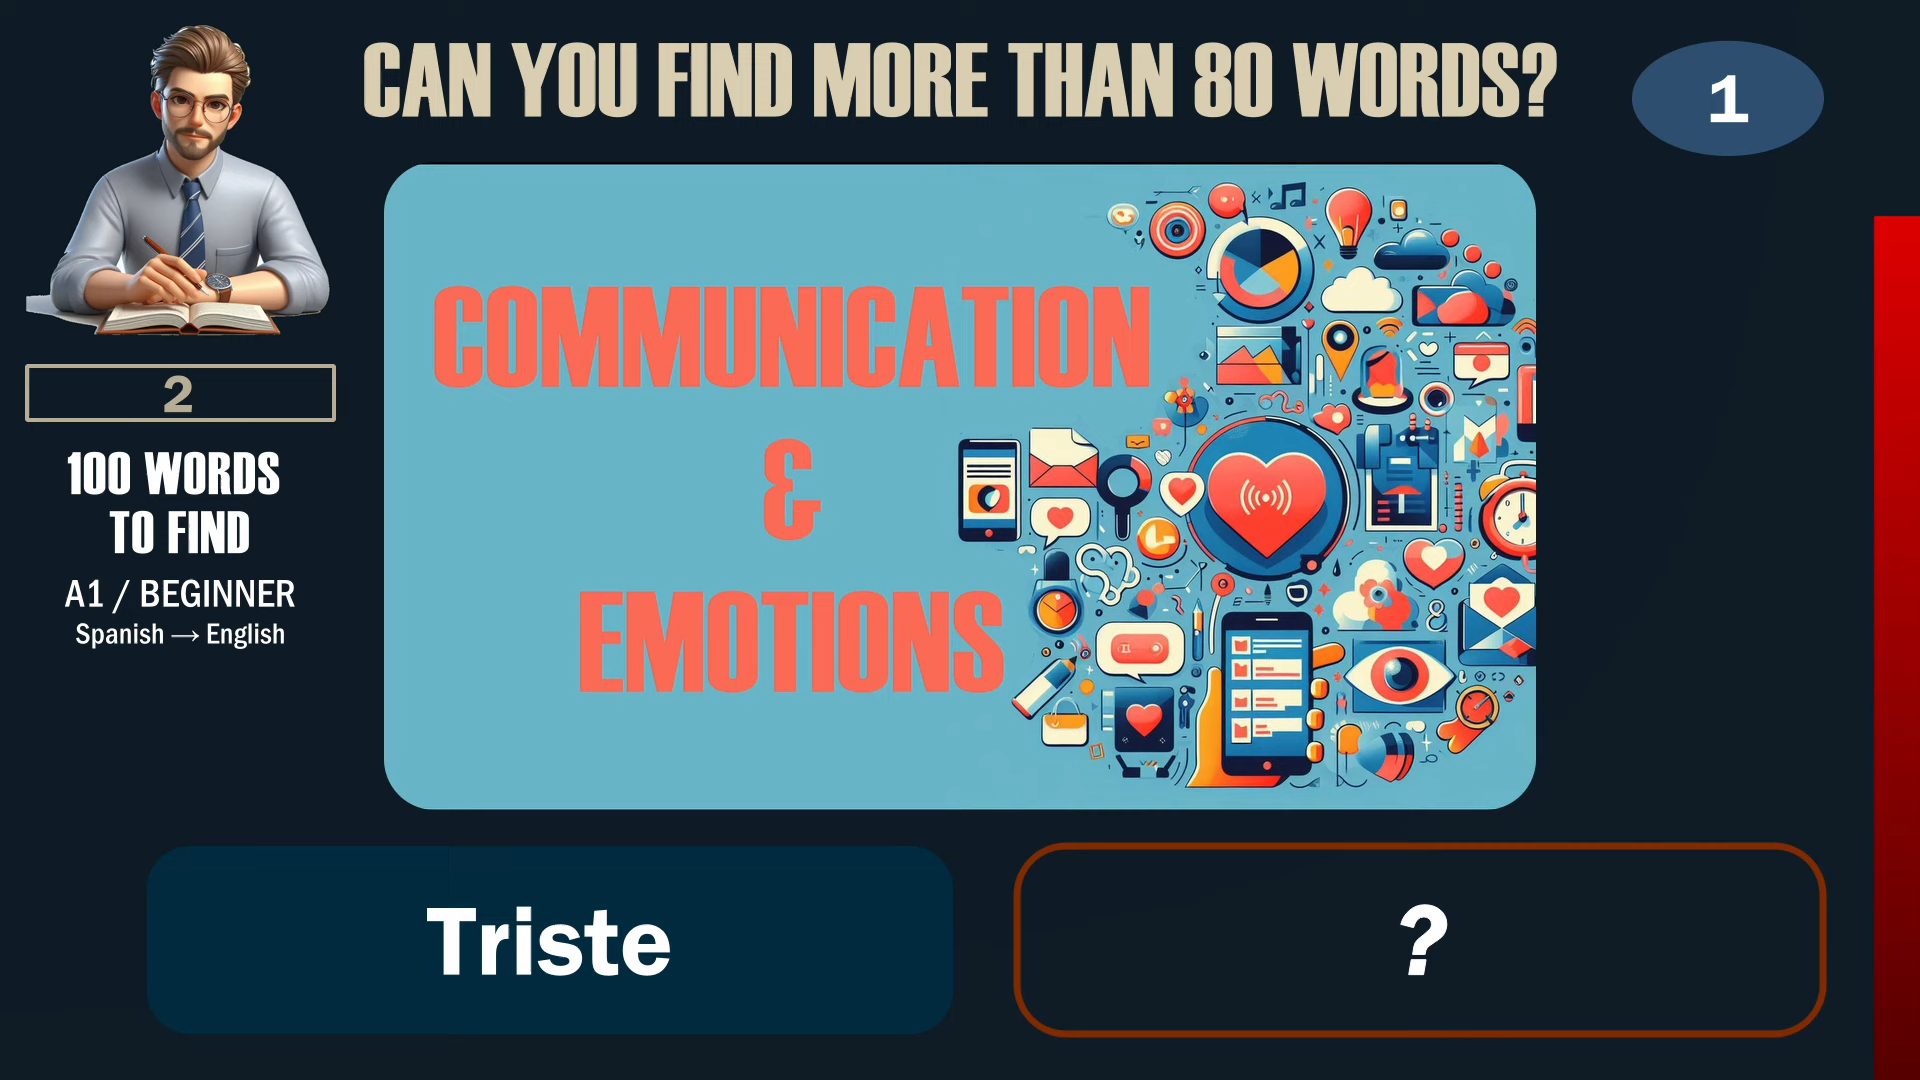 CAN YOU FIND MORE THAN 80 WORDS?
1
2
100 WORDS
TO FIND
A1 / BEGINNER
Spanish → English
COMMUNICATION
&
EMOTIONS
Triste
?